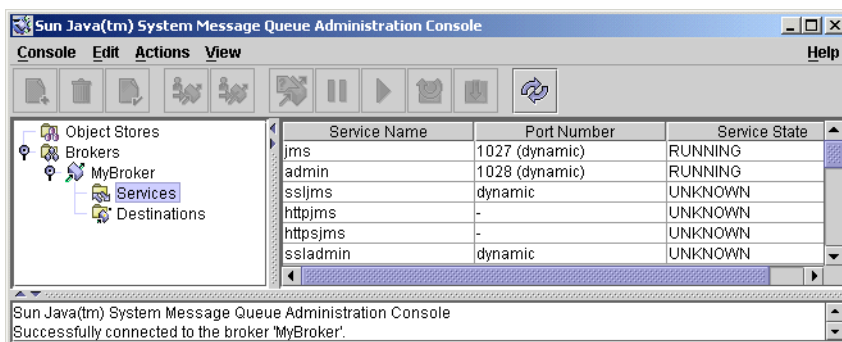 Sun Java(tm) System Message Queue Administration Console
Console Edit Actions View Help
Object Stores
Brokers
MyBroker
Services
Destinations
Service Name Port Number Service State
jms 1027 (dynamic) RUNNING
admin 1028 (dynamic) RUNNING
ssljms dynamic UNKNOWN
httpjms - UNKNOWN
httpsjms - UNKNOWN
ssladmin dynamic UNKNOWN
Sun Java(tm) System Message Queue Administration Console
Successfully connected to the broker 'MyBroker'.